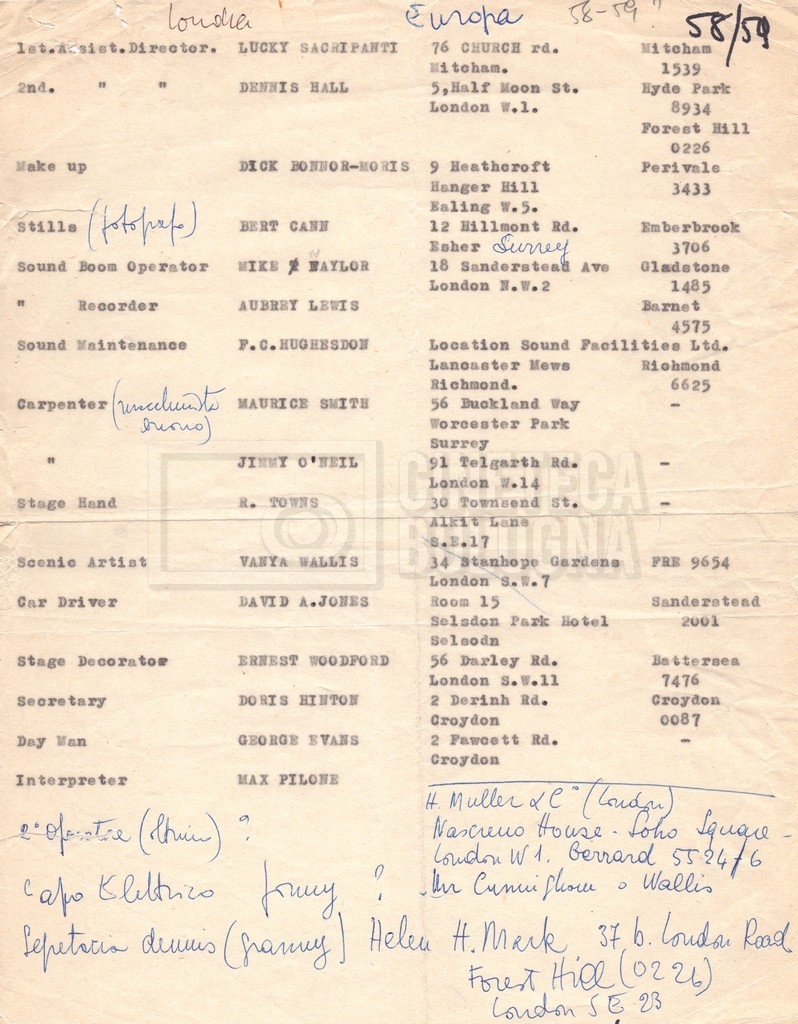 Londra Europa 58-59? 58/59
1st.Assist.Director. LUCKY SACRIPANTI 76 CHURCH rd. Mitcham
Mitcham. 1539
2nd. " " DENNIS HALL 5,Half Moon St. Hyde Park
London W.1. 8934
Forest Hill
0226
Make up DICK BONNOR-MORIS 9 Heathcroft Perivale
Hanger Hill 3433
Ealing W.5.
Stills (fotografo) BERT CANN 12 Hillmont Rd. Emberbrook
Esher Surrey 3706
Sound Boom Operator MIKE NAYLOR 18 Sanderstead Ave Gladstone
London N.W.2 1485
" Recorder AUBREY LEWIS Barnet
4575
Sound Maintenance F.C.HUGHESDON Location Sound Facilities Ltd.
Lancaster Mews Richmond
Richmond. 6625
Carpenter (macchinista MAURICE SMITH 56 Buckland Way -
buono) Worcester Park
Surrey
" JIMMY O'NEIL 91 Telgarth Rd. -
London W.14
Stage Hand R. TOWNS 30 Townsend St. -
Alkit Lane
S.E.17
CINETECA
BOLOGNA
Scenic Artist VANYA WALLIS 34 Stanhope Gardens FRE 9654
London S.W.7
Car Driver DAVID A.JONES Room 15 Sanderstead
Selsdon Park Hotel 2001
Selsodn
Stage Decorator ERNEST WOODFORD 56 Darley Rd. Battersea
London S.W.11 7476
Secretary DORIS HINTON 2 Derinh Rd. Croydon
Croydon 0087
Day Man GEORGE EVANS 2 Fawcett Rd. -
Croydon
Interpreter MAX PILONE
H. Muller & C° (London)
2° Operatore ( ) ? Nascreno House - Soho Square -
London W1. Gerrard 5524/6
Capo Elettrico Jonny ? Mr Cunnigham o Wallis
Segretaria dennis (granny) Helen H. Mark 37 b. London Road
Forest Hill (0226)
London SE 23